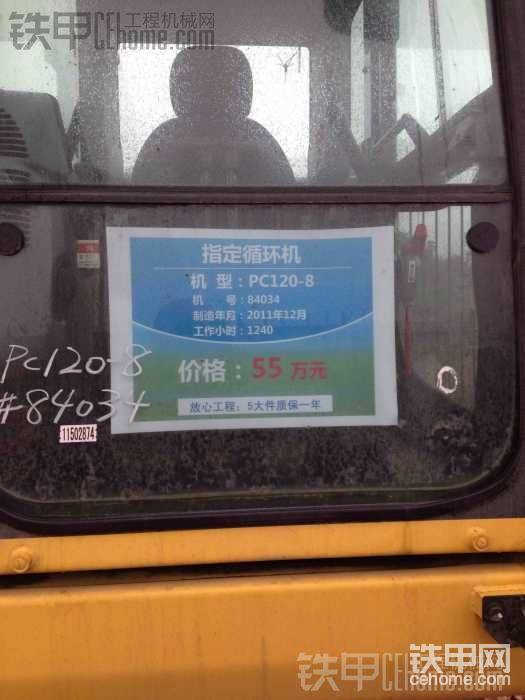 铁甲 CE 工程机械网
Cehome.com
指定循环机
机 型：PC120-8
机 号：84034
制造年月：2011年12月
工作小时：1240
价格：55 万元
放心工程：5大件质保一年
PC120-8
#84034
11502874
铁甲网
铁甲 CEhome.com